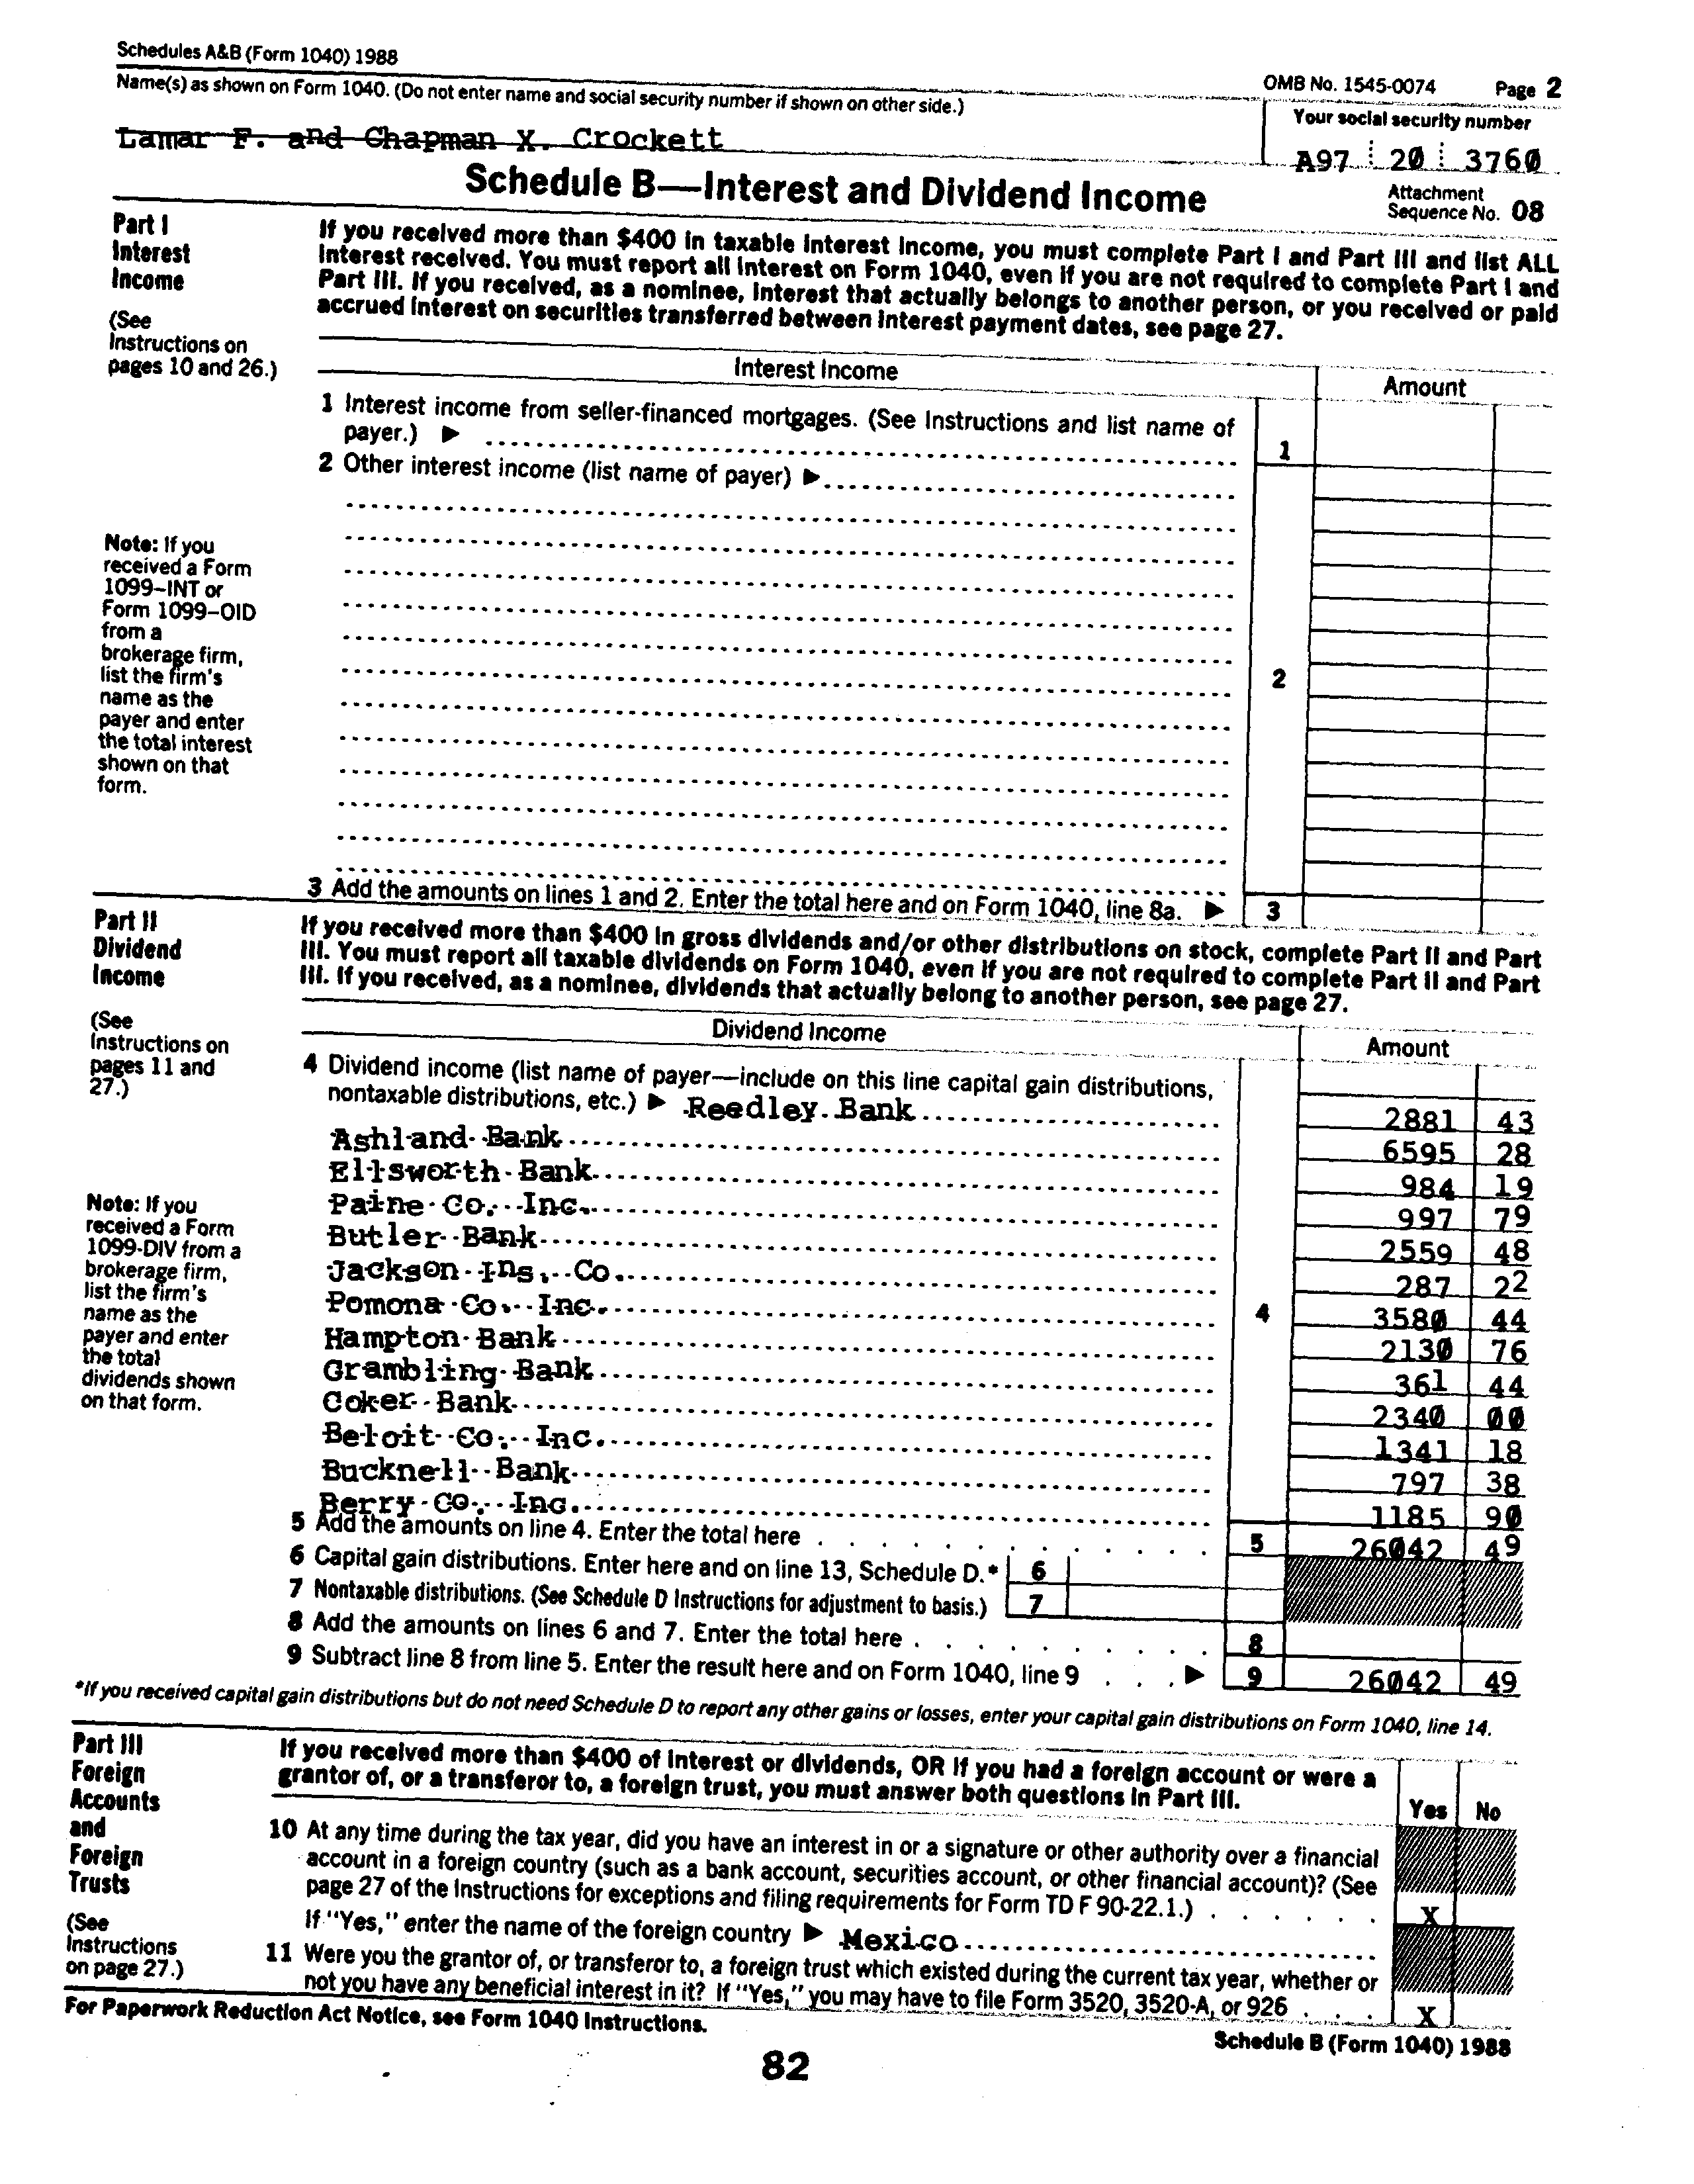 Schedules A&B (Form 1040) 1988
OMB No. 1545-0074 Page 2
Name(s) as shown on Form 1040. (Do not enter name and social security number if shown on other side.)
Your social security number
Lamar F. and Chapman X. Crockett
A97 20 3760
Schedule B—Interest and Dividend Income
Attachment
Sequence No. 08
Part I
Interest
Income
(See
Instructions on
pages 10 and 26.)
If you received more than $400 in taxable interest income, you must complete Part I and Part III and list ALL
interest received. You must report all interest on Form 1040, even if you are not required to complete Part I and
Part III. If you received, as a nominee, interest that actually belongs to another person, or you received or paid
accrued interest on securities transferred between interest payment dates, see page 27.
Interest Income
Amount
1 Interest income from seller-financed mortgages. (See Instructions and list name of
payer.) ▶
1
2 Other interest income (list name of payer) ▶
Note: If you
received a Form
1099–INT or
Form 1099–OID
from a
brokerage firm,
list the firm's
name as the
payer and enter
the total interest
shown on that
form.
2
3 Add the amounts on lines 1 and 2. Enter the total here and on Form 1040, line 8a. ▶ 3
Part II
Dividend
Income
(See
Instructions on
pages 11 and
27.)
If you received more than $400 in gross dividends and/or other distributions on stock, complete Part II and Part
III. You must report all taxable dividends on Form 1040, even if you are not required to complete Part II and Part
III. If you received, as a nominee, dividends that actually belong to another person, see page 27.
Dividend Income
Amount
4 Dividend income (list name of payer—include on this line capital gain distributions,
nontaxable distributions, etc.) ▶ Reedley Bank 2881 43
Ashland Bank 6595 28
Ellsworth Bank 984 19
Paine Co. Inc. 997 79
Butler Bank 2559 48
Jackson Ins. Co. 287 22
Pomona Co. Inc. 3580 44
4
Hampton Bank 2130 76
Grambling Bank 361 44
Coker Bank 2340 00
Beloit Co. Inc. 1341 18
Bucknell Bank 797 38
Berry CO. Inc. 1185 90
Note: If you
received a Form
1099-DIV from a
brokerage firm,
list the firm's
name as the
payer and enter
the total
dividends shown
on that form.
5 Add the amounts on line 4. Enter the total here 5 26042 49
6 Capital gain distributions. Enter here and on line 13, Schedule D.* 6
7 Nontaxable distributions. (See Schedule D Instructions for adjustment to basis.) 7
8 Add the amounts on lines 6 and 7. Enter the total here 8
9 Subtract line 8 from line 5. Enter the result here and on Form 1040, line 9 ▶ 9 26042 49
*If you received capital gain distributions but do not need Schedule D to report any other gains or losses, enter your capital gain distributions on Form 1040, line 14.
Part III
Foreign
Accounts
and
Foreign
Trusts
(See
Instructions
on page 27.)
If you received more than $400 of interest or dividends, OR if you had a foreign account or were a
grantor of, or a transferor to, a foreign trust, you must answer both questions in Part III.
Yes No
10 At any time during the tax year, did you have an interest in or a signature or other authority over a financial
account in a foreign country (such as a bank account, securities account, or other financial account)? (See
page 27 of the Instructions for exceptions and filing requirements for Form TD F 90-22.1.) X
If "Yes," enter the name of the foreign country ▶ Mexico
11 Were you the grantor of, or transferor to, a foreign trust which existed during the current tax year, whether or
not you have any beneficial interest in it? If "Yes," you may have to file Form 3520, 3520-A, or 926 X
For Paperwork Reduction Act Notice, see Form 1040 Instructions.
Schedule B (Form 1040) 1988
82